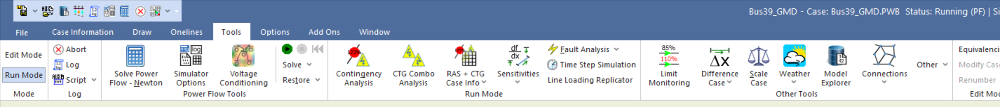 Bus39_GMD - Case: Bus39_GMD.PWB Status: Running (PF) | Si
File Case Information Draw Onelines Tools Options Add Ons Window
Edit Mode
Run Mode
Mode
Abort
Log
Script
Log
Solve Power
Flow - Newton
Simulator
Options
Voltage
Conditioning
Solve
Restore
Power Flow Tools
Contingency
Analysis
CTG Combo
Analysis
RAS + CTG
Case Info
df
dx
Sensitivities
Fault Analysis
Time Step Simulation
Line Loading Replicator
Run Mode
85%
110%
Limit
Monitoring
Δx
Difference
Case
Scale
Case
Weather
Model
Explorer
Connections
Other
Other Tools
Equivalenci
Modify Cas
Renumber
Edit Mo